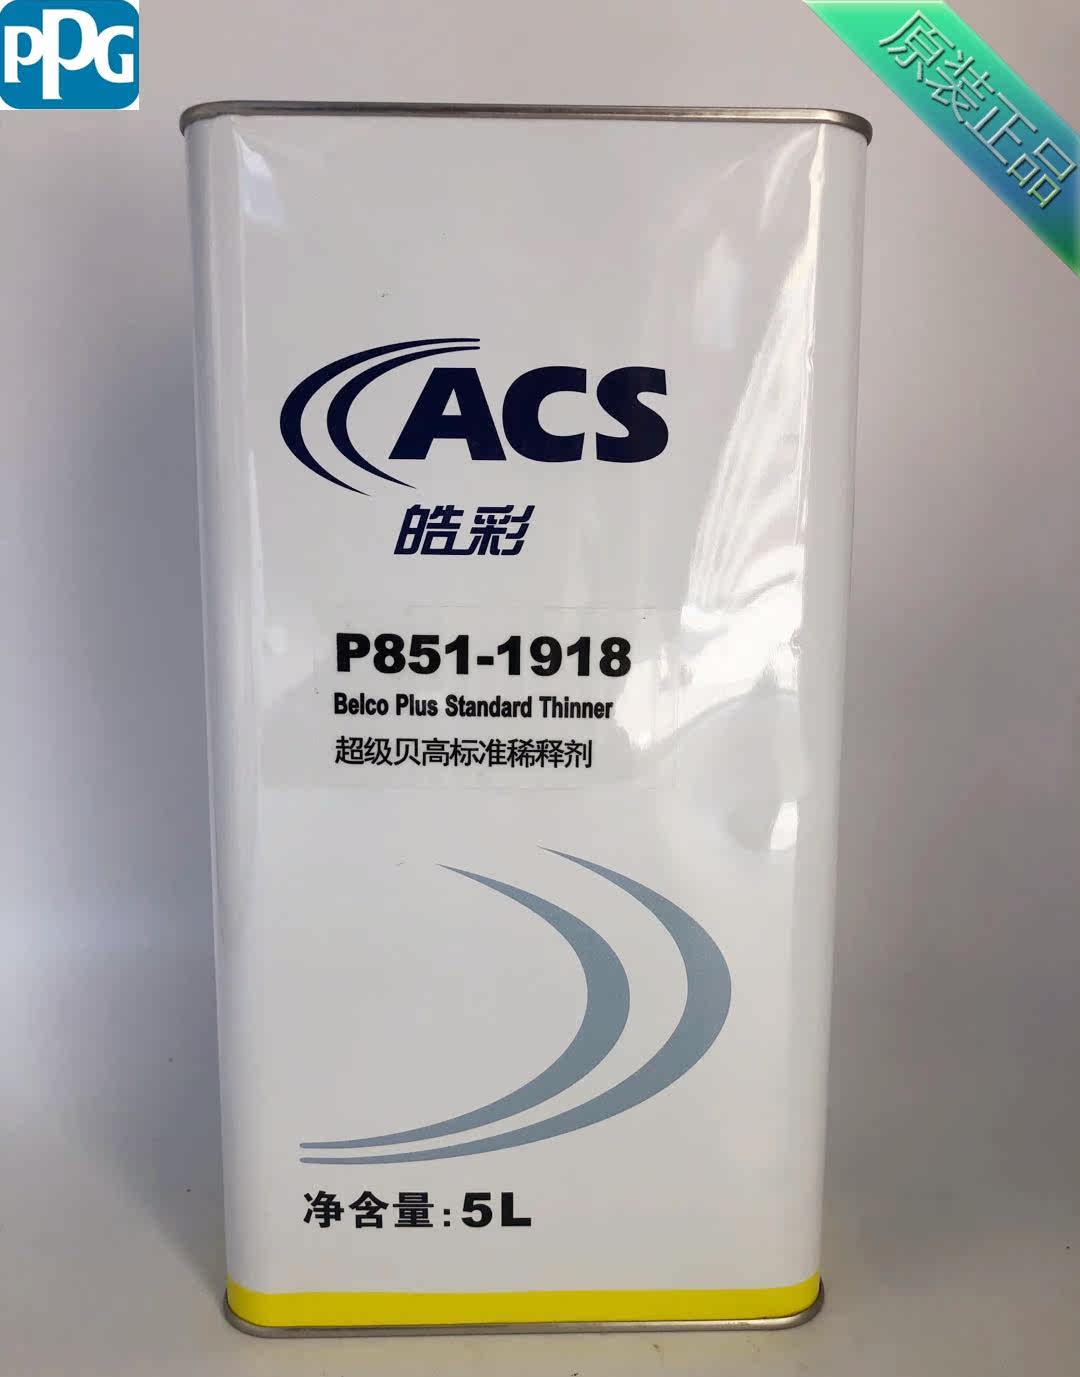 PPG
原装正品
ACS
皓彩
P851-1918
Belco Plus Standard Thinner
超级贝高标准稀释剂
净含量:5L